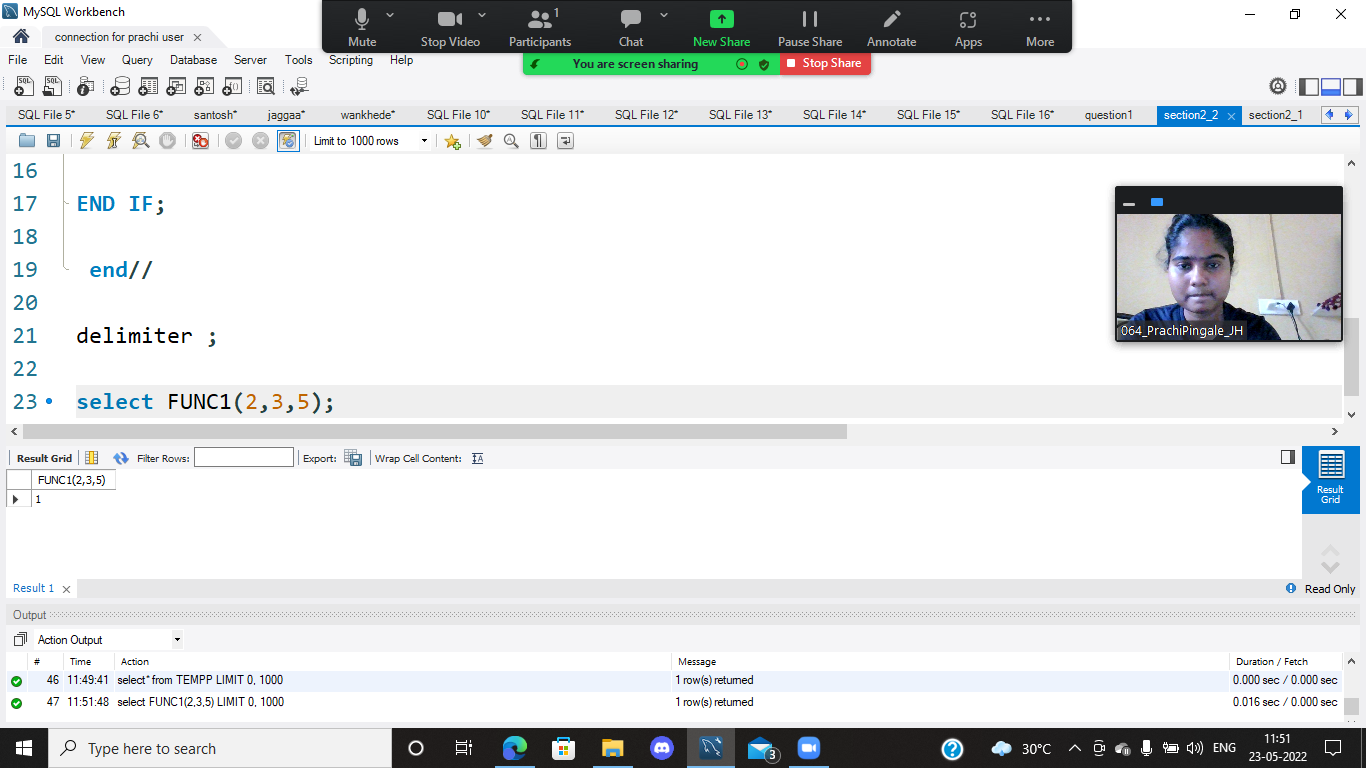 MySQL Workbench
Mute
Stop Video
1
Participants
Chat
New Share
Pause Share
Annotate
Apps
More
connection for prachi user
File Edit View Query Database Server Tools Scripting Help
You are screen sharing
Stop Share
SQL File 5* SQL File 6* santosh* jaggaa* wankhede* SQL File 10* SQL File 11* SQL File 12* SQL File 13* SQL File 14* SQL File 15* SQL File 16* question1 section2_2 section2_1
Limit to 1000 rows
16
17 END IF;
18
19 end//
20
21 delimiter ;
22
23 select FUNC1(2,3,5);
064_PrachiPingale_JH
Result Grid Filter Rows: Export: Wrap Cell Content:
FUNC1(2,3,5)
1
Result
Grid
Result 1
Read Only
Output
Action Output
# Time Action Message Duration / Fetch
46 11:49:41 select* from TEMPP LIMIT 0, 1000 1 row(s) returned 0.000 sec / 0.000 sec
47 11:51:48 select FUNC1(2,3,5) LIMIT 0, 1000 1 row(s) returned 0.016 sec / 0.000 sec
Type here to search
3
30°C
ENG
11:51
23-05-2022